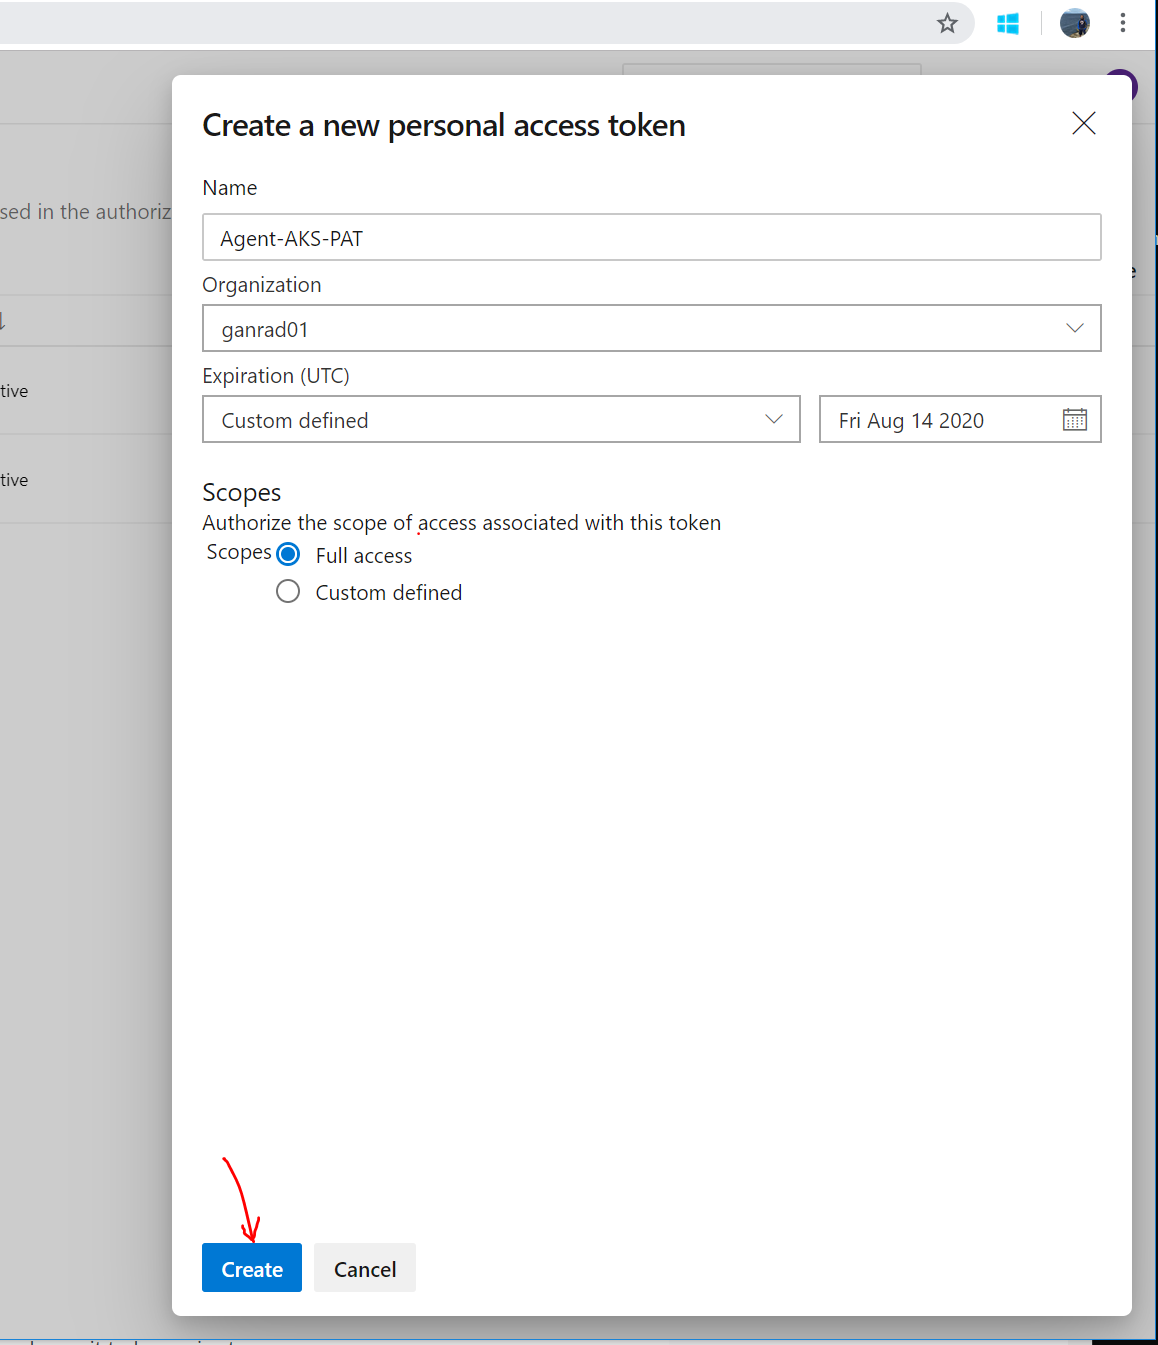 Create a new personal access token
Name
Agent-AKS-PAT
sed in the authoriz
Organization
ganrad01
Expiration (UTC)
tive
Custom defined
Fri Aug 14 2020
tive
Scopes
Authorize the scope of access associated with this token
Scopes
Full access
Custom defined
Create
Cancel